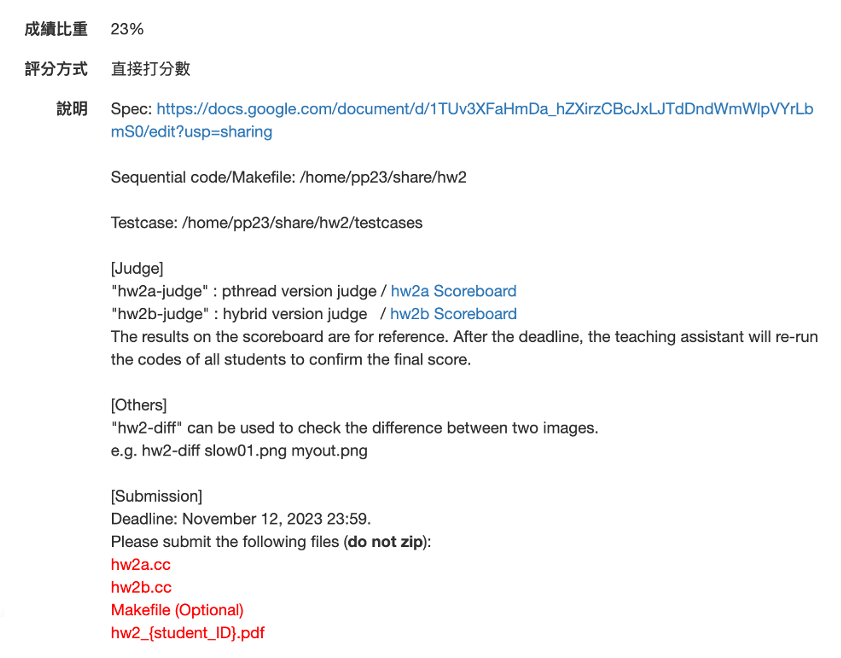 成績比重 23%
評分方式 直接打分數
說明 Spec: https://docs.google.com/document/d/1TUv3XFaHmDa_hZXirzCBcJxLJTdDndWmWlpVYrLb
mS0/edit?usp=sharing
Sequential code/Makefile: /home/pp23/share/hw2
Testcase: /home/pp23/share/hw2/testcases
[Judge]
"hw2a-judge" : pthread version judge / hw2a Scoreboard
"hw2b-judge" : hybrid version judge / hw2b Scoreboard
The results on the scoreboard are for reference. After the deadline, the teaching assistant will re-run
the codes of all students to confirm the final score.
[Others]
"hw2-diff" can be used to check the difference between two images.
e.g. hw2-diff slow01.png myout.png
[Submission]
Deadline: November 12, 2023 23:59.
Please submit the following files (do not zip):
hw2a.cc
hw2b.cc
Makefile (Optional)
hw2_{student_ID}.pdf